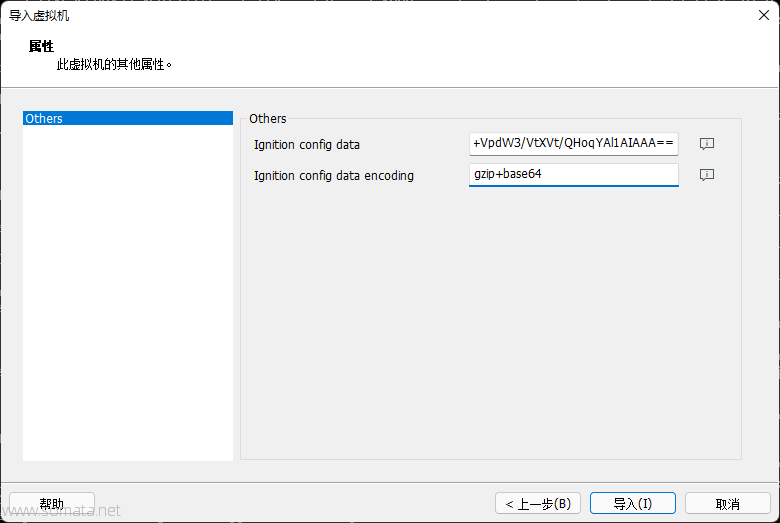 导入虚拟机
属性
此虚拟机的其他属性。
Others
Others
Ignition config data
+VpdW3/VtXVt/QHoqYAl1AIAAA==
Ignition config data encoding
gzip+base64
帮助
< 上一步(B)
导入(I)
取消
www.somata.net